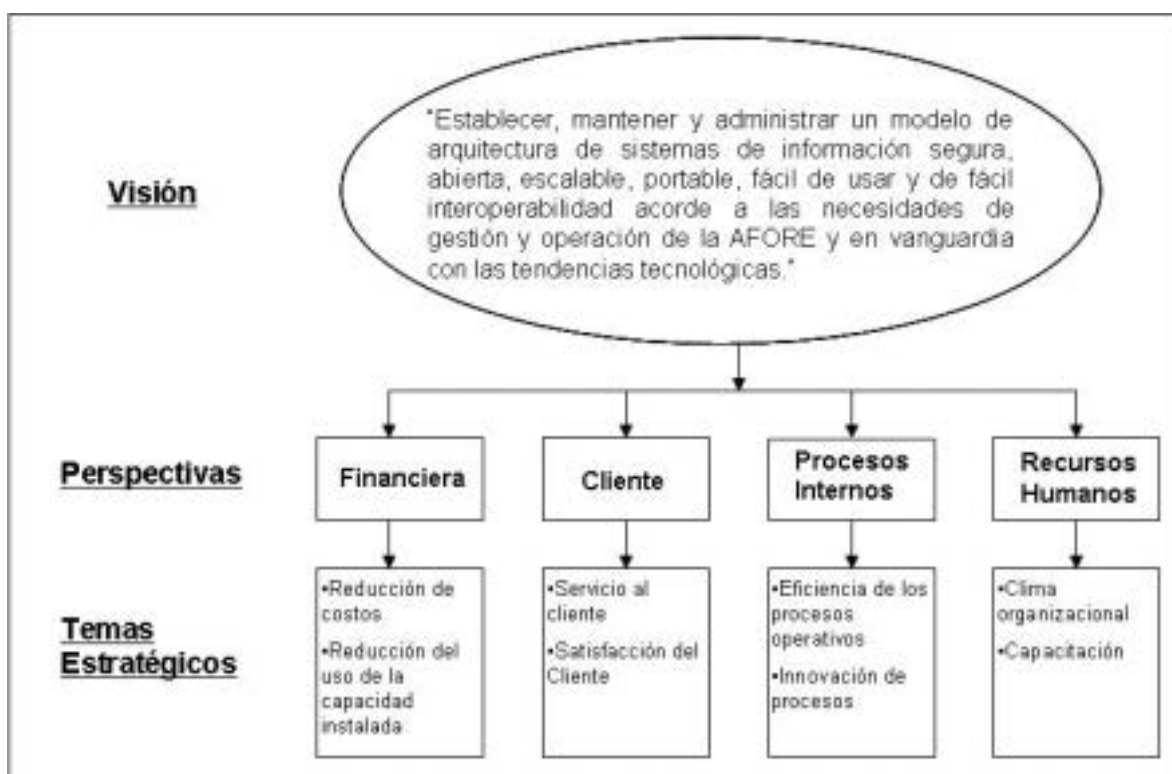 "Establecer, mantener y administrar un modelo de
arquitectura de sistemas de información segura,
abierta, escalable, portable, fácil de usar y de fácil
interoperabilidad acorde a las necesidades de
gestión y operación de la AFORE y en vanguardia
con las tendencias tecnológicas."
Visión
Perspectivas
Financiera
Cliente
Procesos
Internos
Recursos
Humanos
Temas
Estratégicos
•Reducción de
costos
•Reducción del
uso de la
capacidad
instalada
•Servicio al
cliente
•Satisfacción del
Cliente
•Eficiencia de los
procesos
operativos
•Innovación de
procesos
•Clima
organizacional
•Capacitación